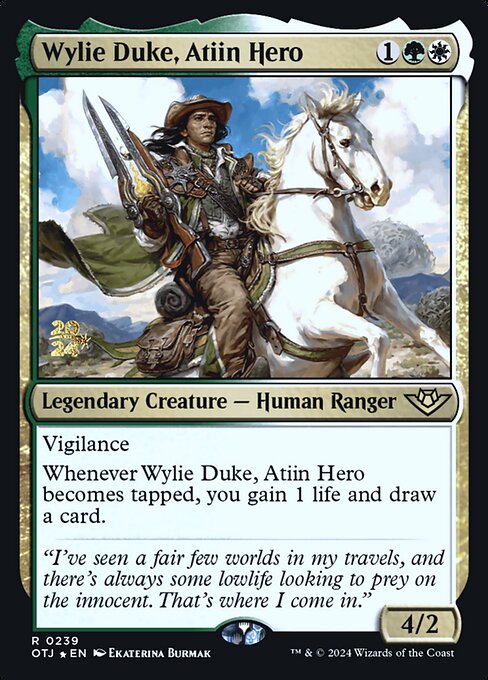 Wylie Duke, Atiin Hero 1
2024
Legendary Creature — Human Ranger
Vigilance
Whenever Wylie Duke, Atiin Hero
becomes tapped, you gain 1 life and draw
a card.
“I’ve seen a fair few worlds in my travels, and
there’s always some lowlife looking to prey on
the innocent. That’s where I come in.”
4/2
R 0239
OTJ ★ EN Ekaterina Burmak
™ & © 2024 Wizards of the Coast